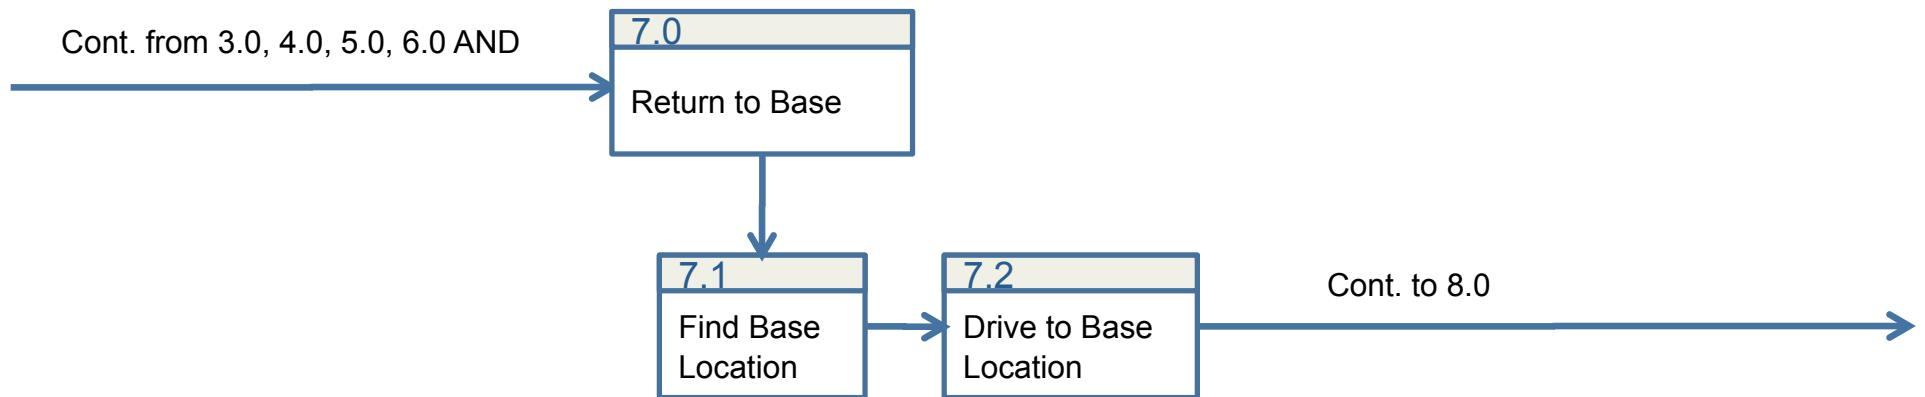 Cont. from 3.0, 4.0, 5.0, 6.0 AND
7.0
Return to Base
7.1
Find Base
Location
7.2
Drive to Base
Location
Cont. to 8.0